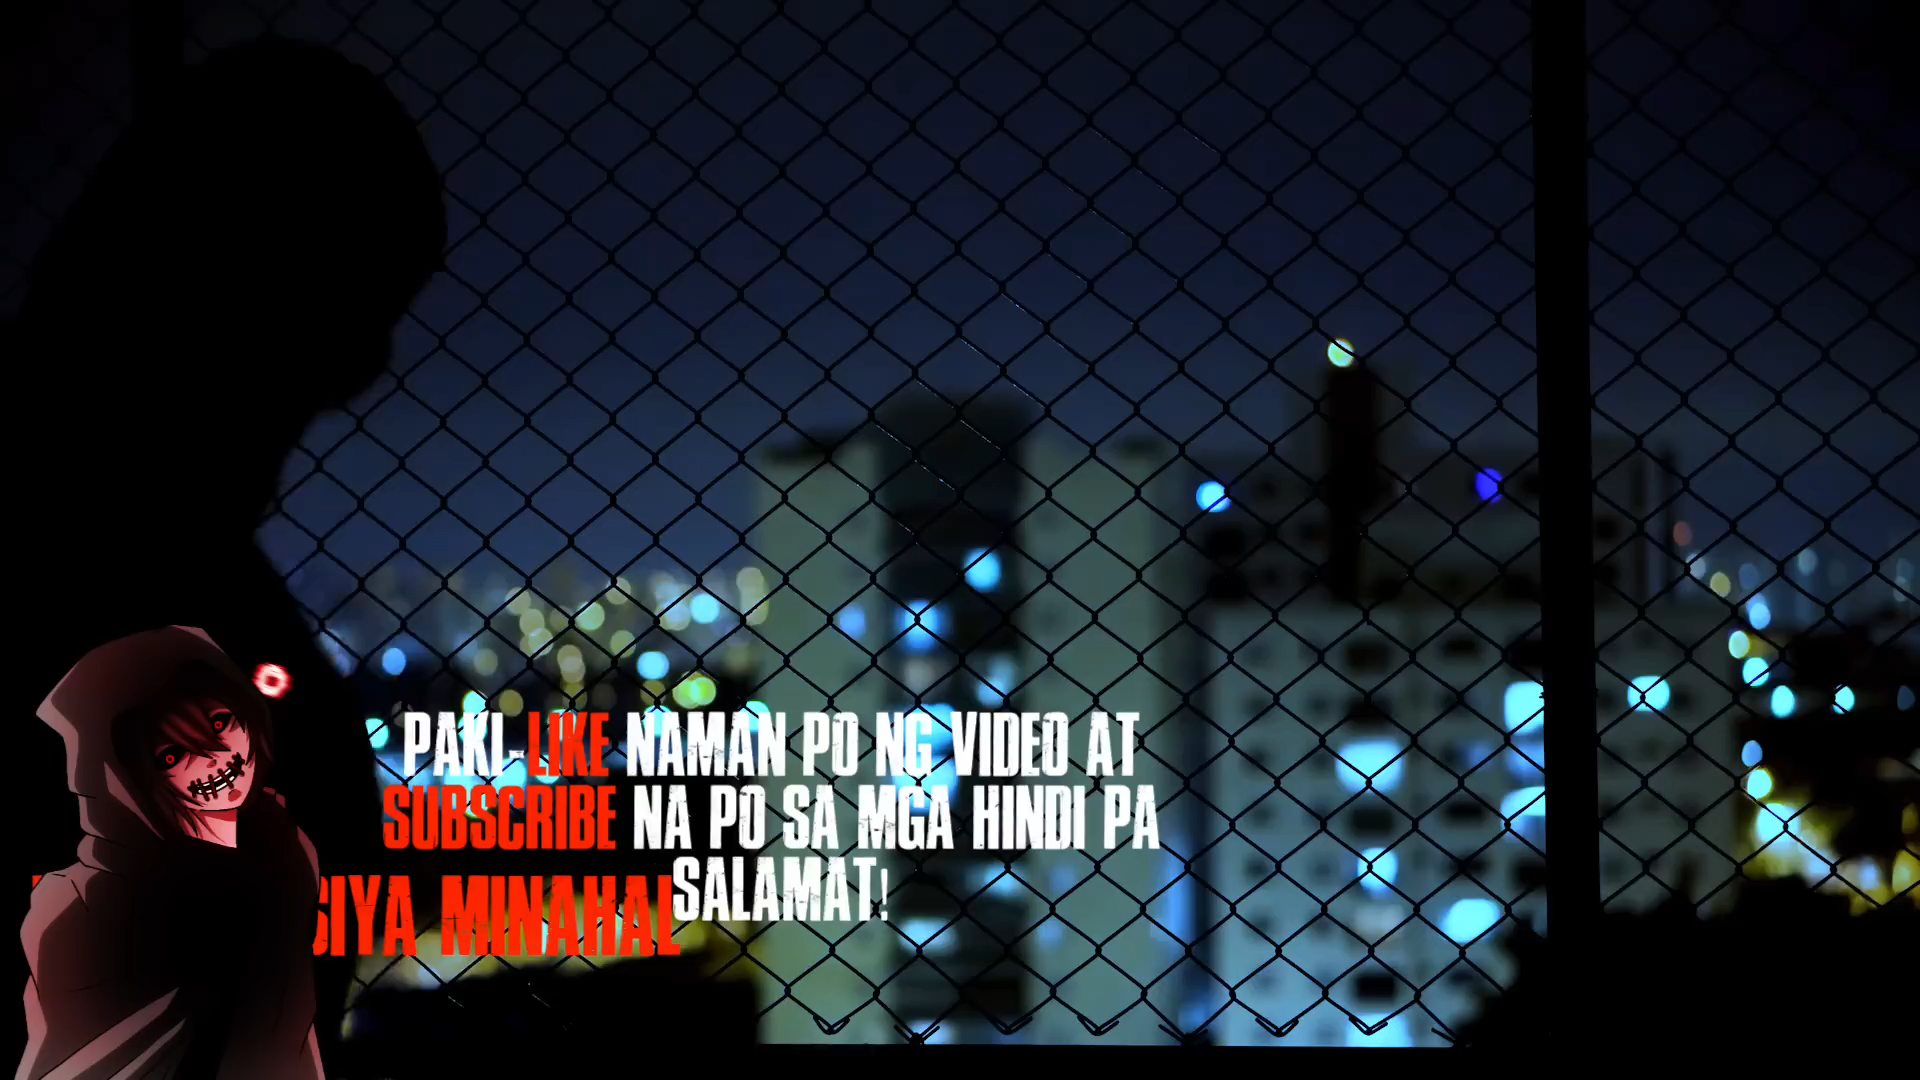 PAKI-LIKE NAMAN PO NG VIDEO AT
SUBSCRIBE NA PO SA MGA HINDI PA
SALAMAT!
SIYA MINAHAL